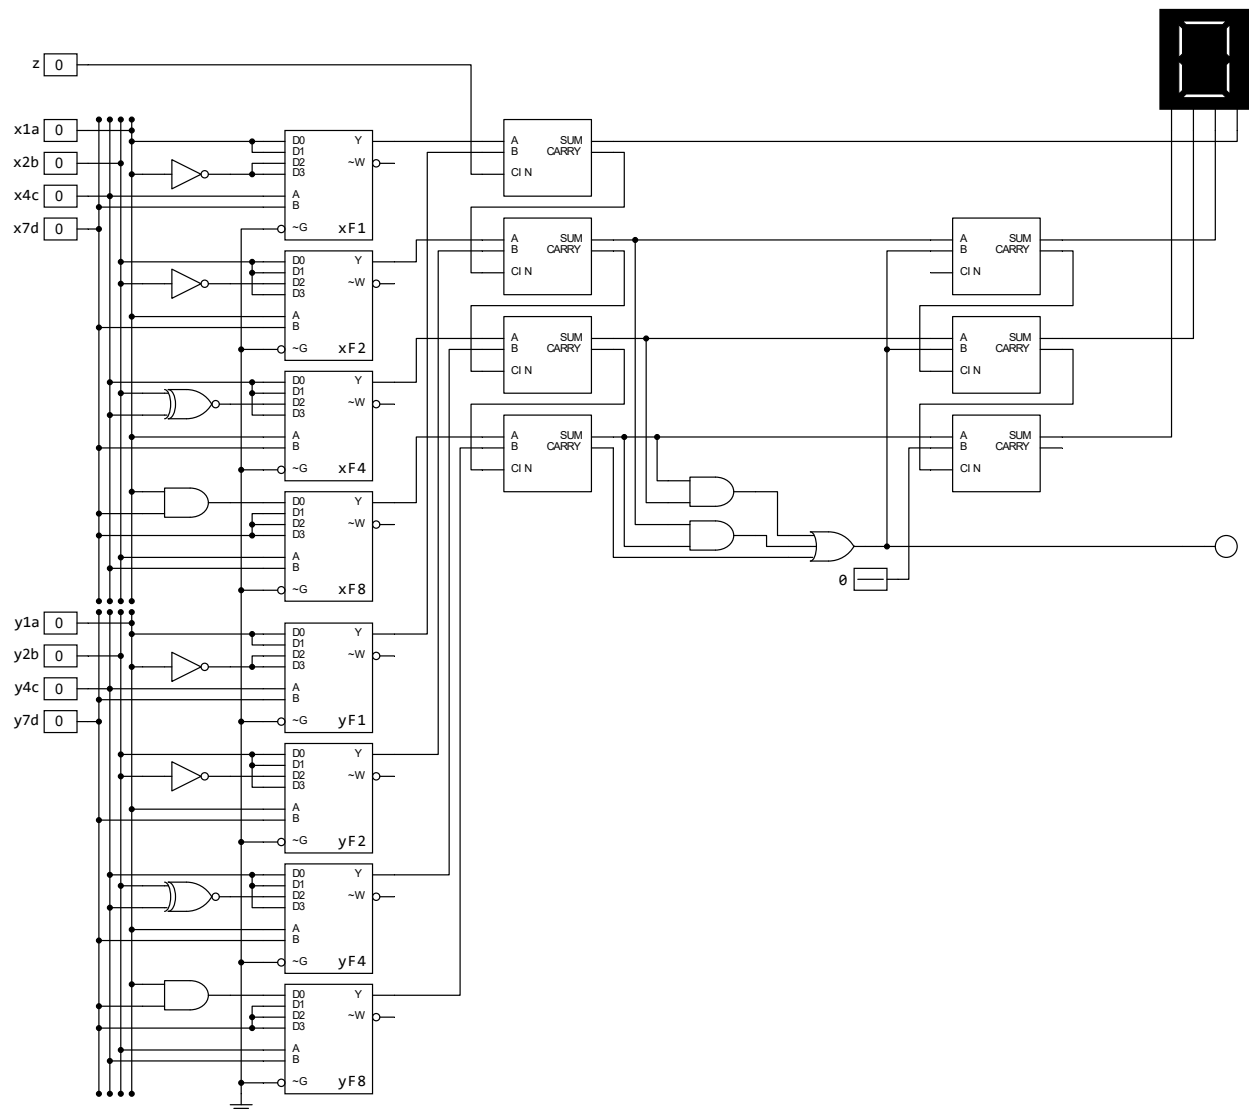 z 0
x1a 0
x2b 0
x4c 0
x7d 0
D0 Y
D1
D2 ~W
D3
A
B
~G xF1
D0 Y
D1
D2 ~W
D3
A
B
~G xF2
D0 Y
D1
D2 ~W
D3
A
B
~G xF4
D0 Y
D1
D2 ~W
D3
A
B
~G xF8
y1a 0
y2b 0
y4c 0
y7d 0
D0 Y
D1
D2 ~W
D3
A
B
~G yF1
D0 Y
D1
D2 ~W
D3
A
B
~G yF2
D0 Y
D1
D2 ~W
D3
A
B
~G yF4
D0 Y
D1
D2 ~W
D3
A
B
~G yF8
A SUM
B CARRY
CI N
A SUM
B CARRY
CI N
A SUM
B CARRY
CI N
A SUM
B CARRY
CI N
A SUM
B CARRY
CI N
A SUM
B CARRY
CI N
A SUM
B CARRY
CI N
0
0